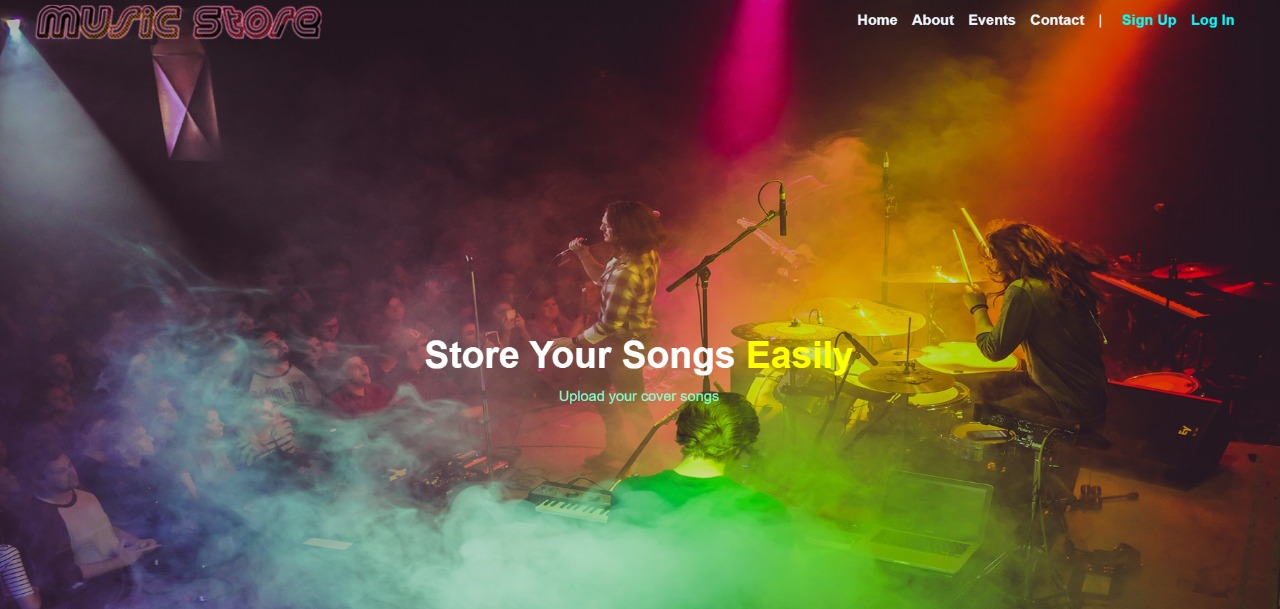 MUSIC STORE
Home About Events Contact | Sign Up Log In
Store Your Songs Easily
Upload your cover songs